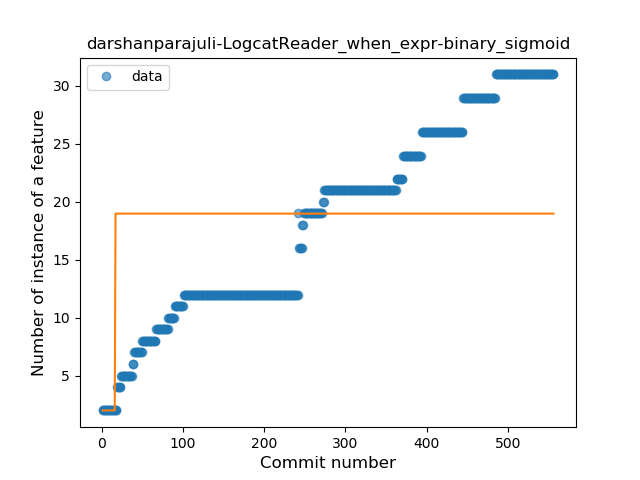 darshanparajuli-LogcatReader_when_expr-binary_sigmoid
data
Number of instance of a feature
30
25
20
15
10
5
0 100 200 300 400 500
Commit number